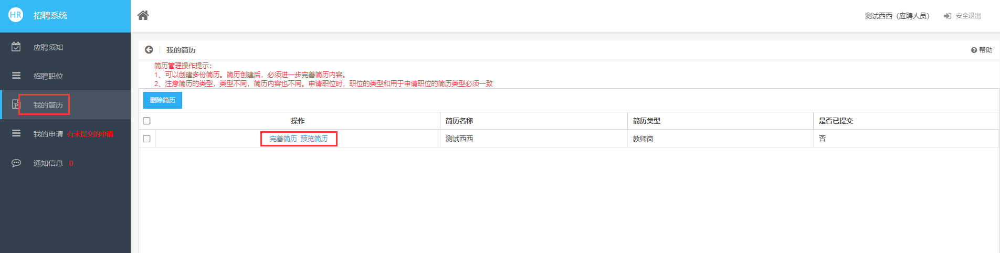 HR 招聘系统
测试西西（应聘人员） 安全退出
应聘须知
招聘职位
我的简历
我的申请 有未提交的申请
通知信息 0
我的简历
帮助
简历管理操作提示：
1、可以创建多份简历。简历创建后，必须进一步完善简历内容。
2、注意简历的类型，类型不同，简历内容也不同。申请职位时，职位的类型和用于申请职位的简历类型必须一致
删除简历
操作 简历名称 简历类型 是否已提交
完善简历 预览简历 测试西西 教师岗 否